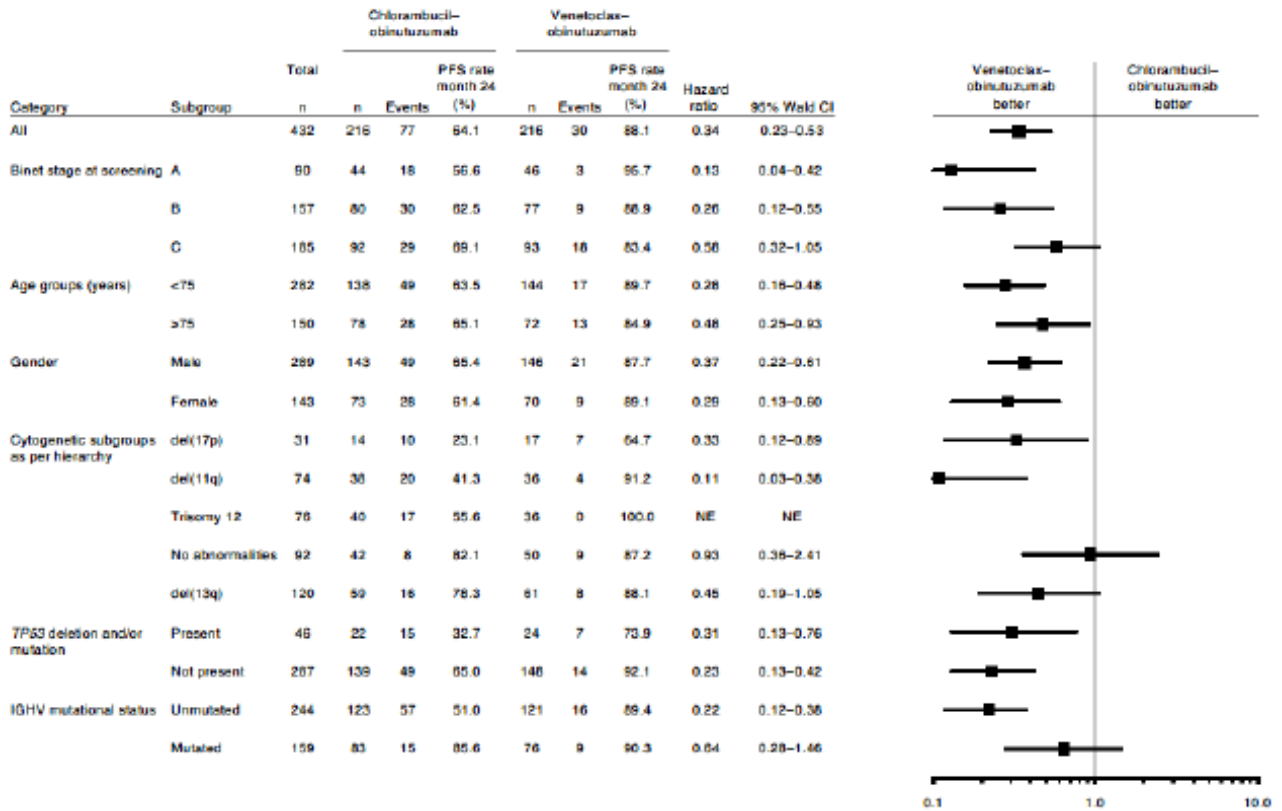 Chlorambucil–
obinutuzumab
Venetoclax–
obinutuzumab
Total
PFS rate
month 24
(%)
PFS rate
month 24
(%)
Hazard
ratio
Venetoclax–
obinutuzumab
better
Chlorambucil–
obinutuzumab
better
Category Subgroup n n Events n Events 95% Wald CI
All 432 216 77 64.1 216 30 88.1 0.34 0.23–0.53
Binet stage at screening A 90 44 18 56.6 46 3 95.7 0.13 0.04–0.42
B 157 80 30 62.5 77 9 88.9 0.26 0.12–0.55
C 185 92 29 69.1 93 18 83.4 0.58 0.32–1.05
Age groups (years) <75 282 138 49 63.5 144 17 89.7 0.28 0.16–0.48
≥75 150 78 28 65.1 72 13 84.9 0.48 0.25–0.93
Gender Male 289 143 49 65.4 146 21 87.7 0.37 0.22–0.61
Female 143 73 28 61.4 70 9 89.1 0.29 0.13–0.60
Cytogenetic subgroups
as per hierarchy
del(17p) 31 14 10 23.1 17 7 64.7 0.33 0.12–0.89
del(11q) 74 38 20 41.3 36 4 91.2 0.11 0.03–0.38
Trisomy 12 76 40 17 55.6 36 0 100.0 NE NE
No abnormalities 92 42 8 82.1 50 9 87.2 0.93 0.36–2.41
del(13q) 120 59 16 78.3 61 8 88.1 0.45 0.19–1.05
TP53 deletion and/or
mutation
Present 46 22 15 32.7 24 7 73.9 0.31 0.13–0.76
Not present 287 139 49 65.0 148 14 92.1 0.23 0.13–0.42
IGHV mutational status Unmutated 244 123 57 51.0 121 16 89.4 0.22 0.12–0.38
Mutated 159 83 15 85.6 76 9 90.3 0.64 0.28–1.46
0.1 1.0 10.0